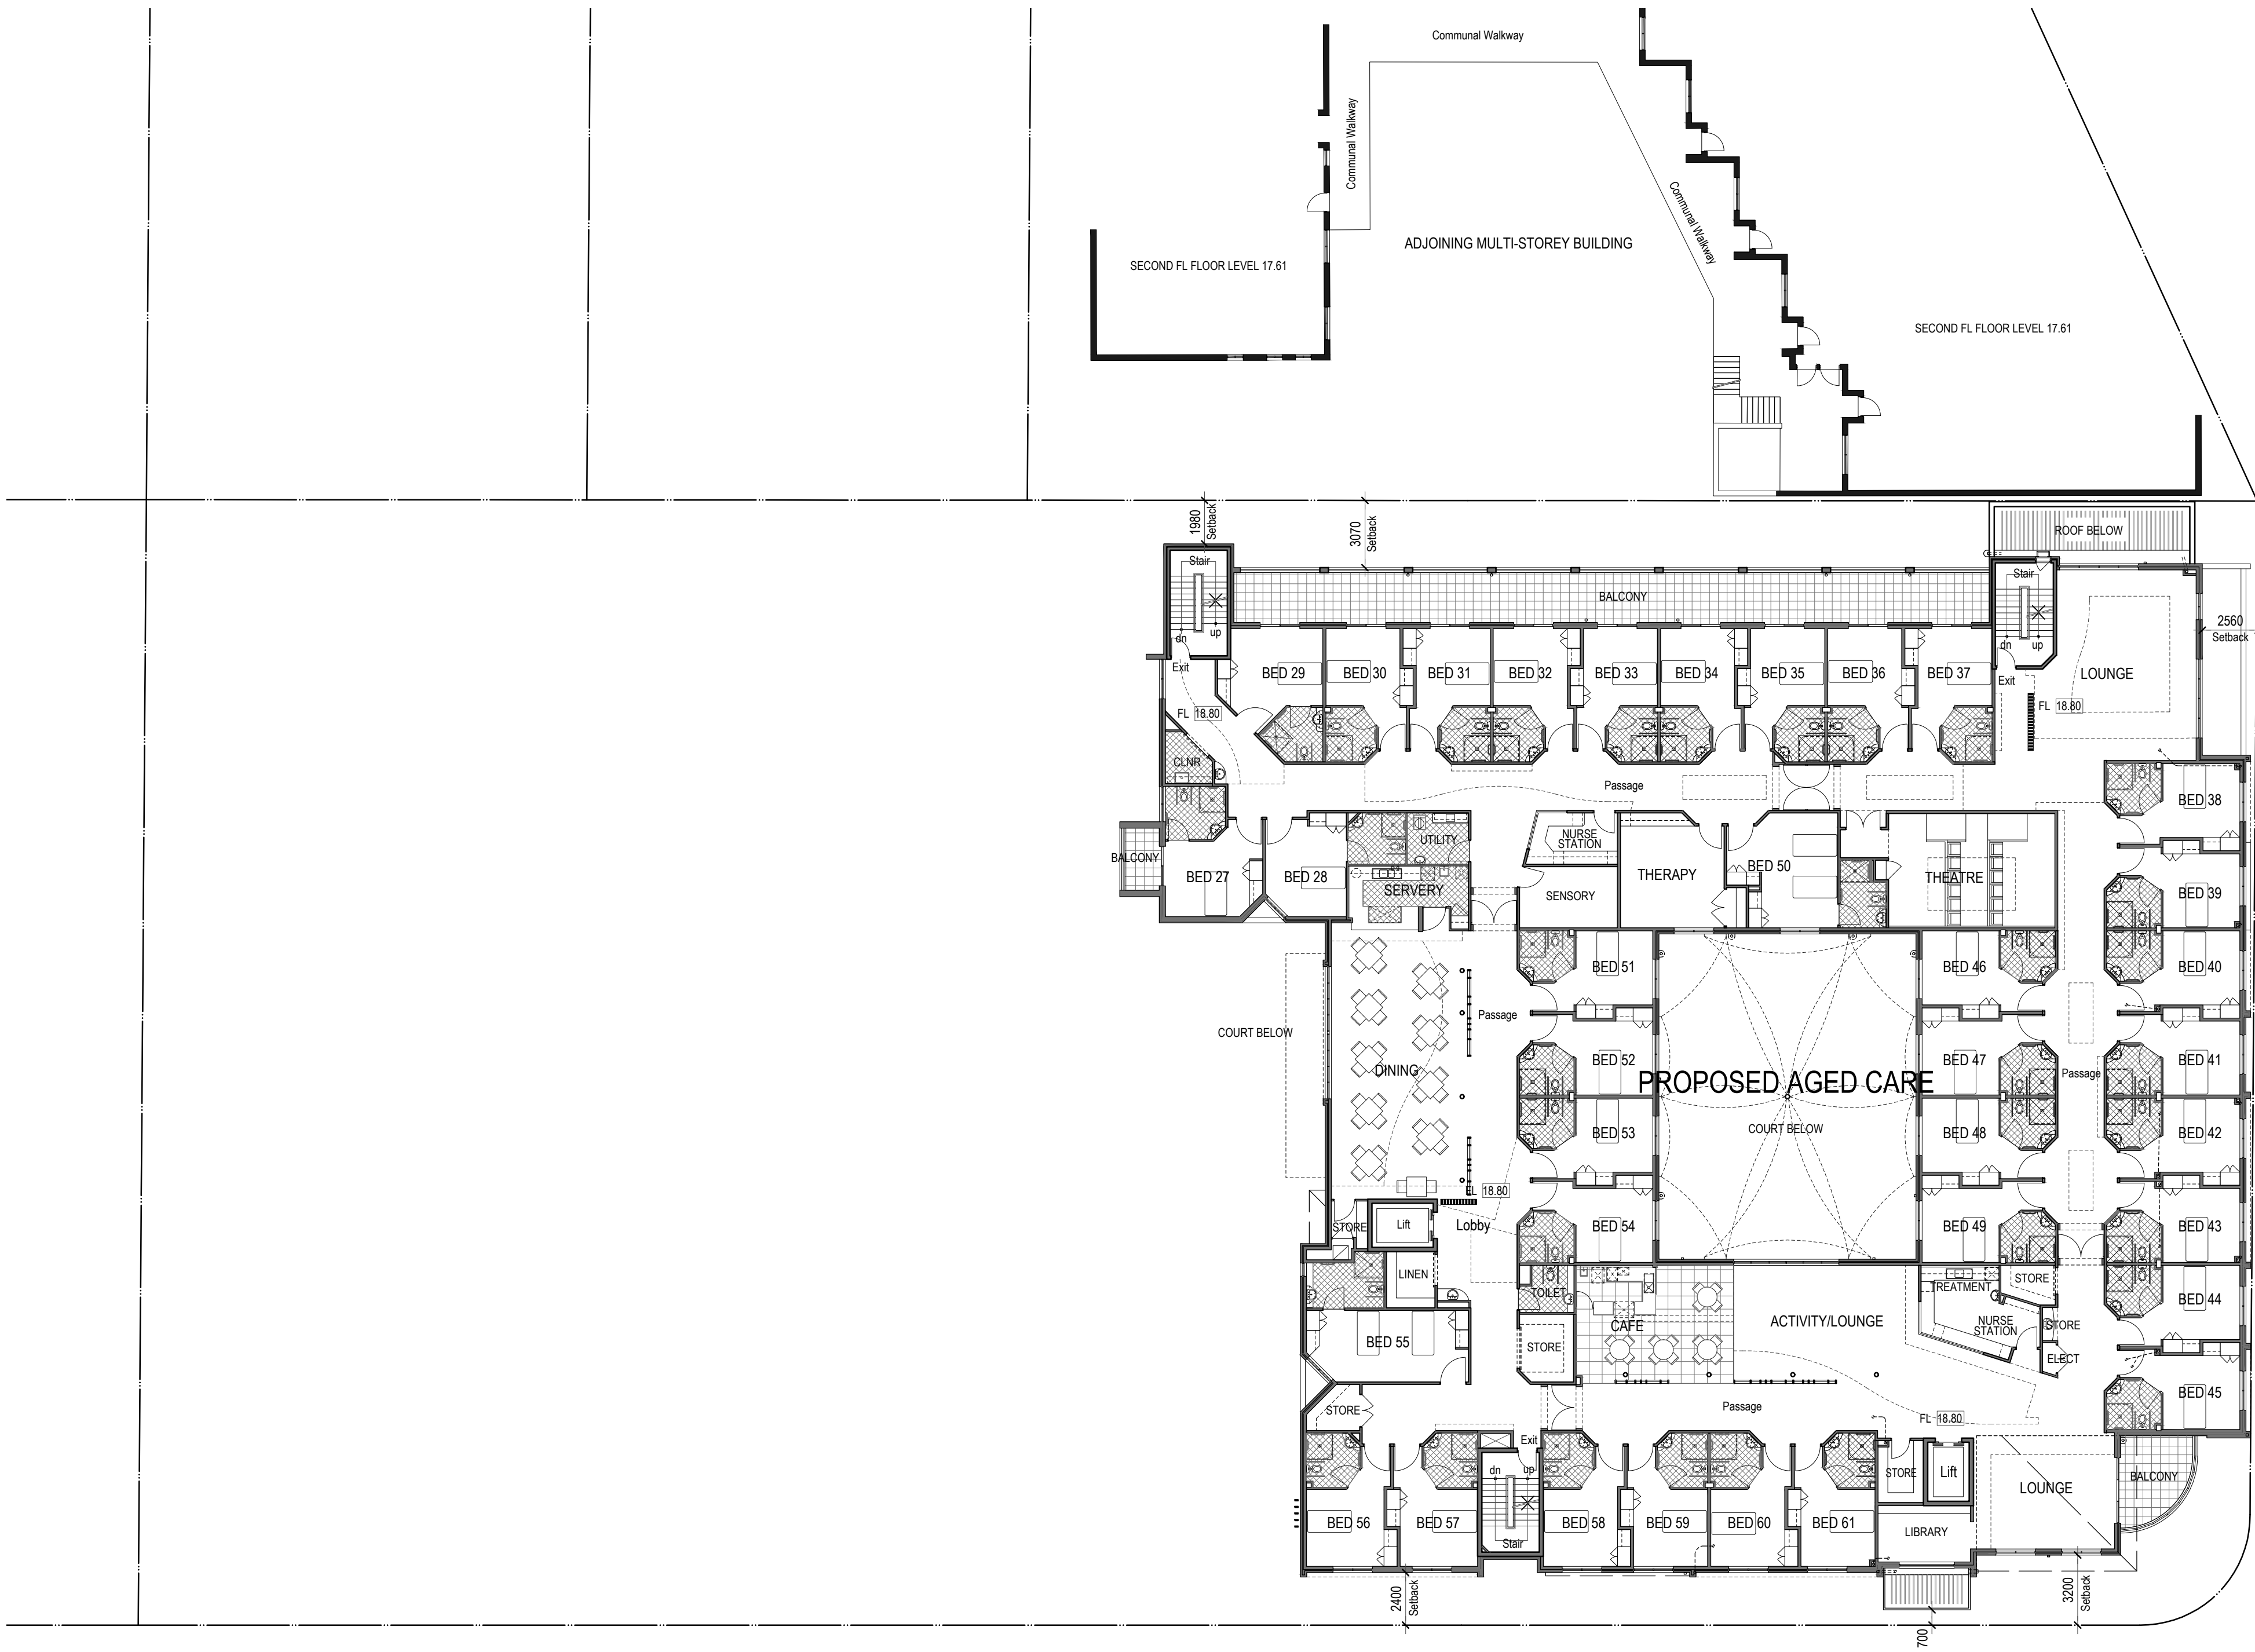 Communal Walkway
Communal Walkway
Communal Walkway
ADJOINING MULTI-STOREY BUILDING
SECOND FL FLOOR LEVEL 17.61
SECOND FL FLOOR LEVEL 17.61
1980
Setback
3070
Setback
ROOF BELOW
Stair
dn
up
Exit
BALCONY
Stair
dn
up
Exit
2560
Setback
BED 29
BED 30
BED 31
BED 32
BED 33
BED 34
BED 35
BED 36
BED 37
LOUNGE
FL 18.80
FL 18.80
CLNR
Passage
BED 38
BALCONY
BED 27
BED 28
UTILITY
SERVERY
NURSE
STATION
SENSORY
THERAPY
BED 50
THEATRE
BED 39
BED 51
BED 46
BED 40
COURT BELOW
Passage
DINING
BED 52
BED 47
Passage
BED 41
PROPOSED AGED CARE
COURT BELOW
BED 53
BED 48
BED 42
FL 18.80
STORE
Lift
Lobby
BED 54
BED 49
BED 43
LINEN
TOILET
CAFE
ACTIVITY/LOUNGE
TREATMENT
STORE
NURSE
STATION
STORE
ELECT
BED 44
BED 55
STORE
STORE
Passage
FL 18.80
BED 45
Exit
dn
up
Stair
STORE
Lift
LOUNGE
BALCONY
BED 56
BED 57
BED 58
BED 59
BED 60
BED 61
LIBRARY
2400
Setback
700
3200
Setback